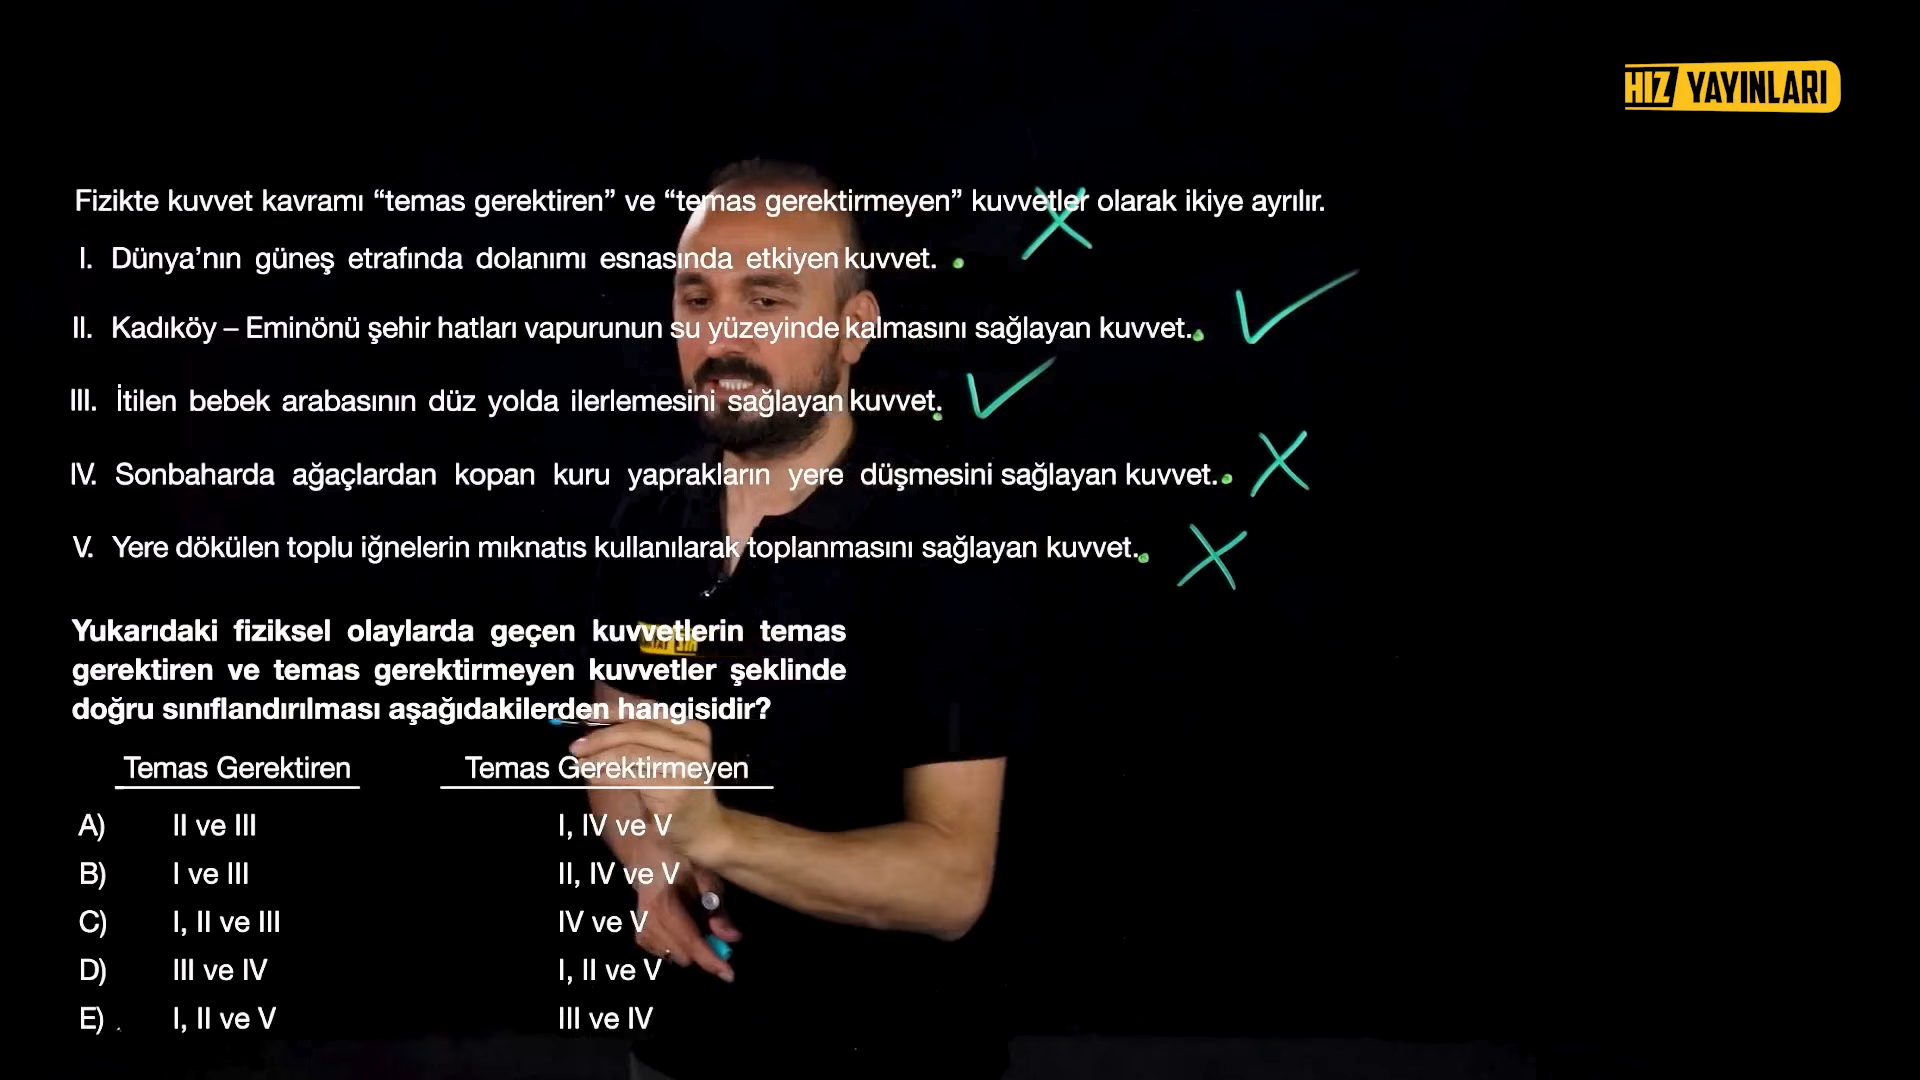 HIZ YAYINLARI
Fizikte kuvvet kavramı “temas gerektiren” ve “temas gerektirmeyen” kuvvetler olarak ikiye ayrılır.
I. Dünya’nın güneş etrafında dolanımı esnasında etkiyen kuvvet.
II. Kadıköy – Eminönü şehir hatları vapurunun su yüzeyinde kalmasını sağlayan kuvvet.
III. İtilen bebek arabasının düz yolda ilerlemesini sağlayan kuvvet.
IV. Sonbaharda ağaçlardan kopan kuru yaprakların yere düşmesini sağlayan kuvvet.
V. Yere dökülen toplu iğnelerin mıknatıs kullanılarak toplanmasını sağlayan kuvvet.
Yukarıdaki fiziksel olaylarda geçen kuvvetlerin temas
gerektiren ve temas gerektirmeyen kuvvetler şeklinde
doğru sınıflandırılması aşağıdakilerden hangisidir?
Temas Gerektiren Temas Gerektirmeyen
A) II ve III I, IV ve V
B) I ve III II, IV ve V
C) I, II ve III IV ve V
D) III ve IV I, II ve V
E) I, II ve V III ve IV